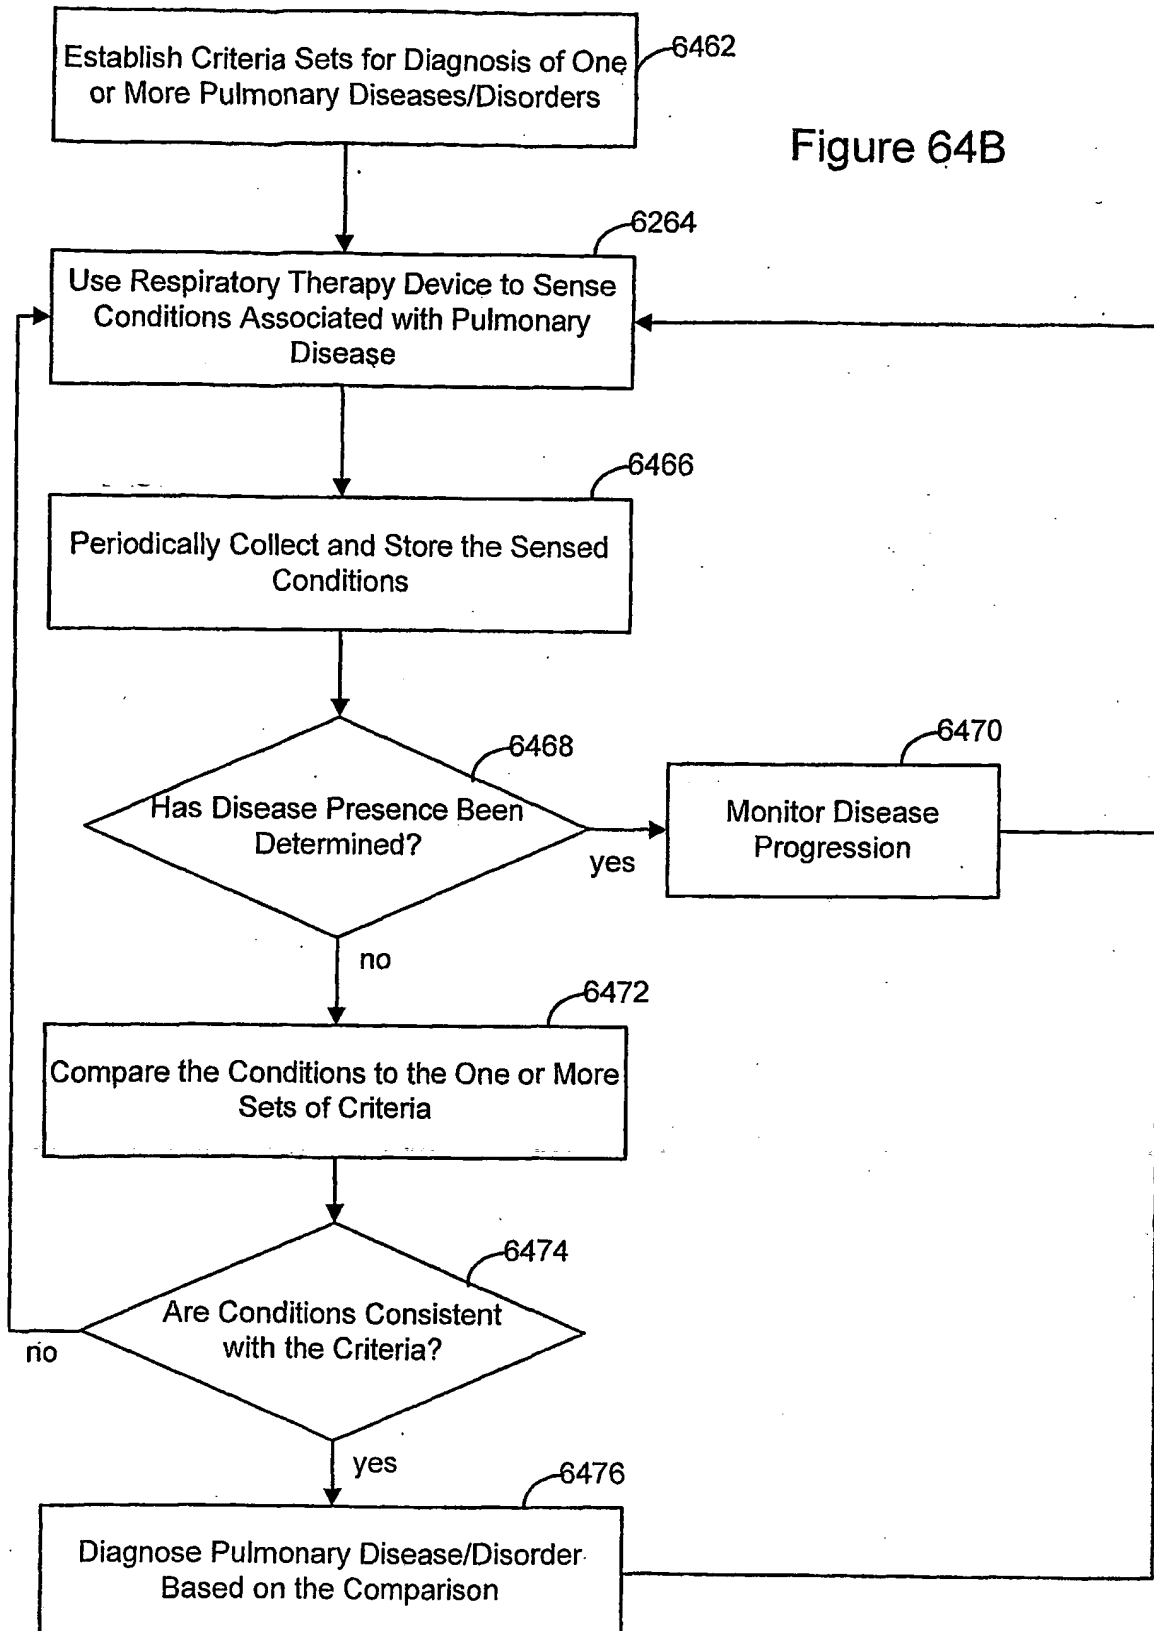 Establish Criteria Sets for Diagnosis of One
or More Pulmonary Diseases/Disorders
6462
Figure 64B
6264
Use Respiratory Therapy Device to Sense
Conditions Associated with Pulmonary
Disease
6466
Periodically Collect and Store the Sensed
Conditions
6468
Has Disease Presence Been
Determined?
yes
6470
Monitor Disease
Progression
no
6472
Compare the Conditions to the One or More
Sets of Criteria
6474
Are Conditions Consistent
with the Criteria?
no
yes
6476
Diagnose Pulmonary Disease/Disorder
Based on the Comparison